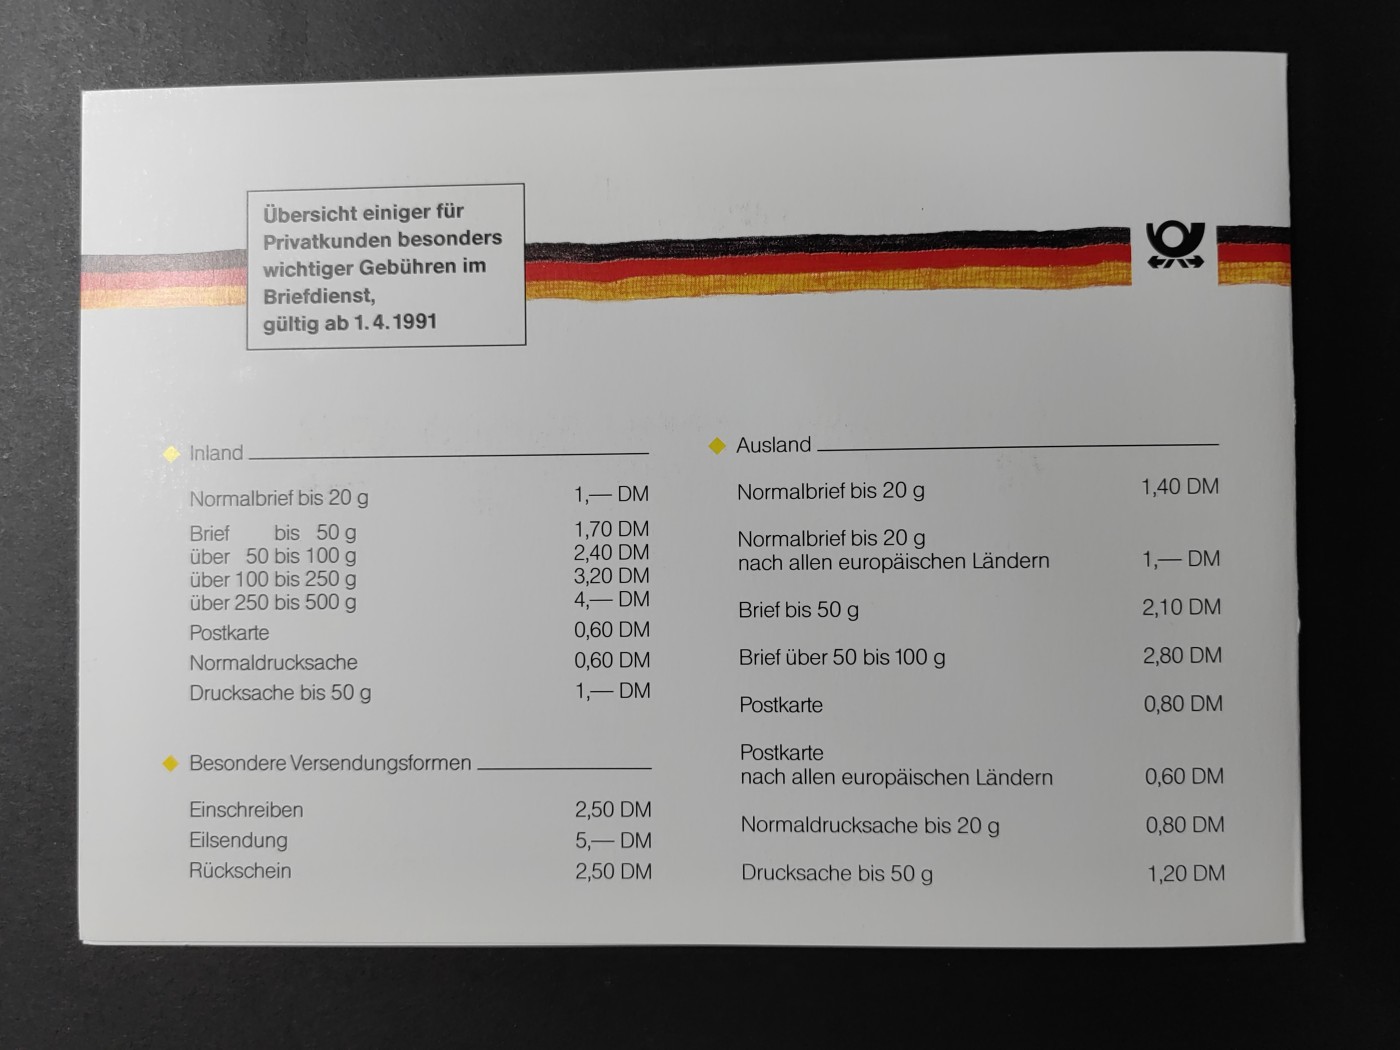 Übersicht einiger für
Privatkunden besonders
wichtiger Gebühren im
Briefdienst,
gültig ab 1.4.1991
Inland
Normalbrief bis 20 g 1,— DM
Brief bis 50 g 1,70 DM
über 50 bis 100 g 2,40 DM
über 100 bis 250 g 3,20 DM
über 250 bis 500 g 4,— DM
Postkarte 0,60 DM
Normaldrucksache 0,60 DM
Drucksache bis 50 g 1,— DM
Besondere Versendungsformen
Einschreiben 2,50 DM
Eilsendung 5,— DM
Rückschein 2,50 DM
Ausland
Normalbrief bis 20 g 1,40 DM
Normalbrief bis 20 g
nach allen europäischen Ländern 1,— DM
Brief bis 50 g 2,10 DM
Brief über 50 bis 100 g 2,80 DM
Postkarte 0,80 DM
Postkarte
nach allen europäischen Ländern 0,60 DM
Normaldrucksache bis 20 g 0,80 DM
Drucksache bis 50 g 1,20 DM